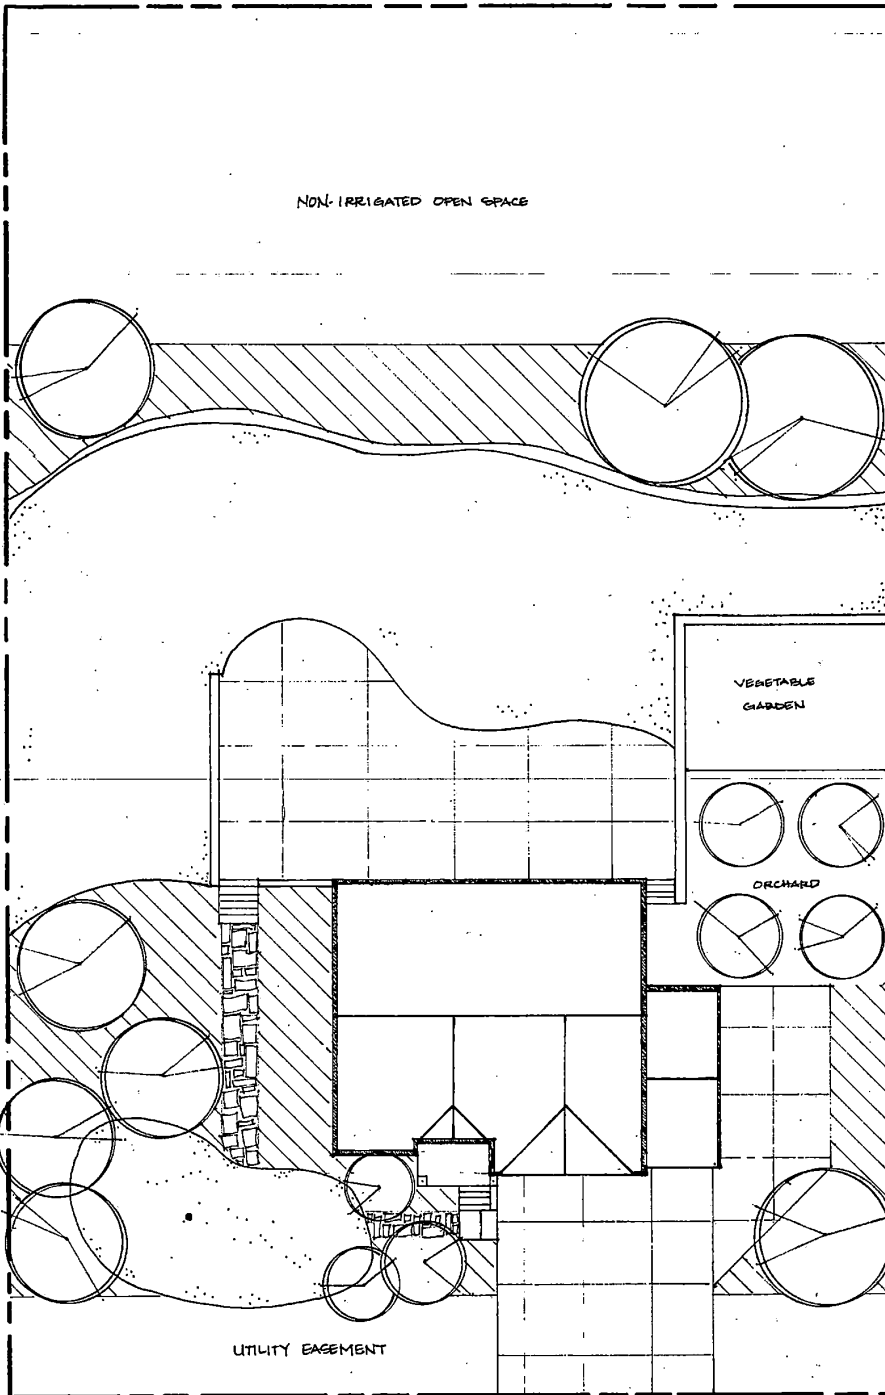 NON-IRRIGATED OPEN SPACE
VEGETABLE
GARDEN
ORCHARD
UTILITY EASEMENT